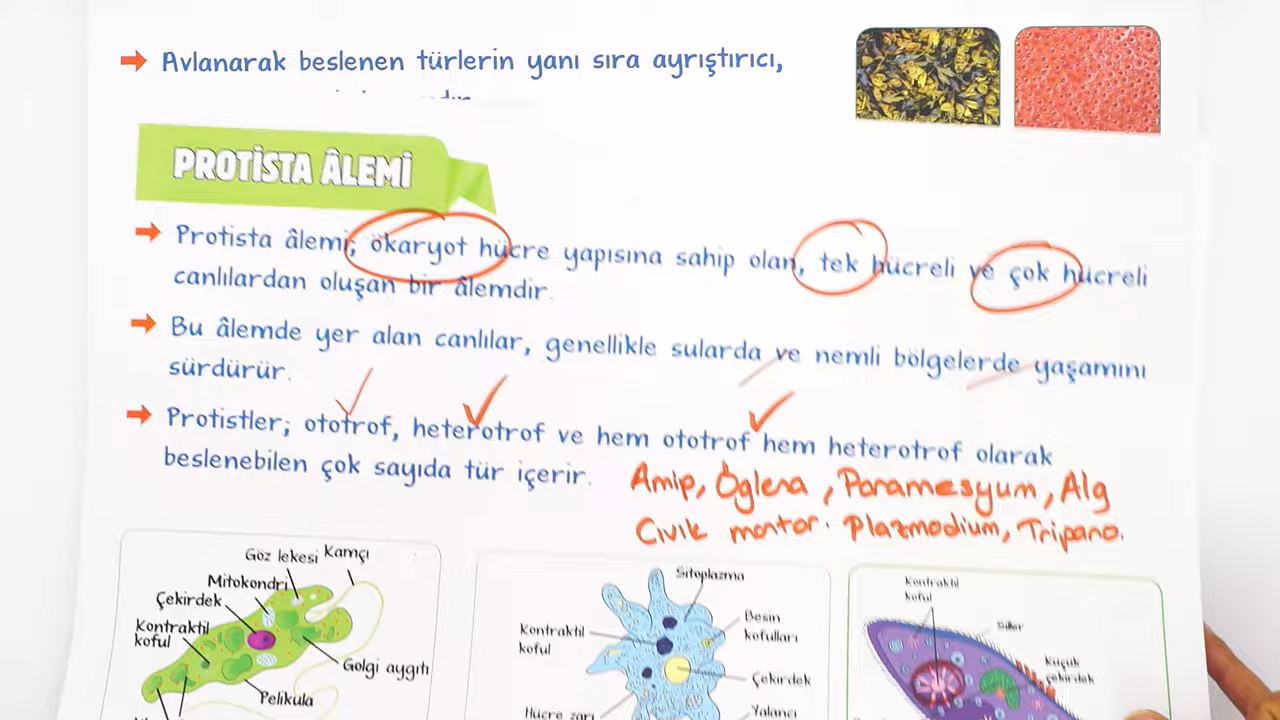 Avlanarak beslenen türlerin yanı sıra ayrıştırıcı,
PROTİSTA ÂLEMİ
Protista âlemi; ökaryot hücre yapısına sahip olan, tek hücreli ve çok hücreli
canlılardan oluşan bir âlemdir.
Bu âlemde yer alan canlılar, genellikle sularda ve nemli bölgelerde yaşamını
sürdürür.
Protistler; ototrof, heterotrof ve hem ototrof hem heterotrof olarak
beslenebilen çok sayıda tür içerir.
Amip, Öglena, Paramesyum, Alg
Cıvık mantar. Plazmodium, Tripano.
Göz lekesi Kamçı
Mitokondri
Çekirdek
Kontraktil
koful
Golgi aygıtı
Pelikula
Sitoplazma
Kontraktil
koful
Besin
kofulları
Çekirdek
Hücre zarı
Yalancı
Kontraktil
koful
Siller
Küçük
çekirdek